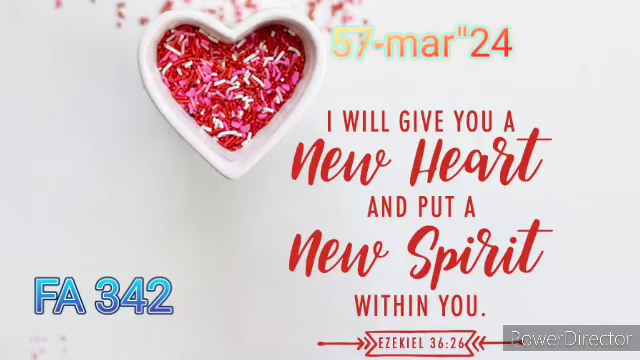 57-mar"24
I WILL GIVE YOU A
New Heart
AND PUT A
New Spirit
WITHIN YOU.
FA 342
EZEKIEL 36:26
PowerDirector